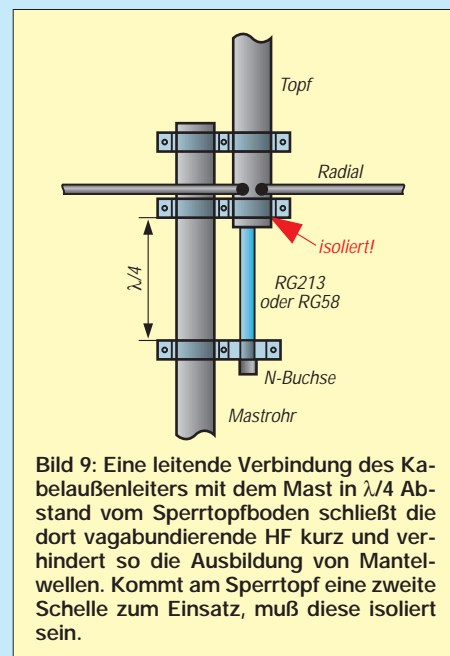 Topf
Radial
isoliert!
λ/4
RG213
oder RG58
N-Buchse
Mastrohr
Bild 9: Eine leitende Verbindung des Ka-
belaußenleiters mit dem Mast in λ/4 Ab-
stand vom Sperrtopfboden schließt die
dort vagabundierende HF kurz und ver-
hindert so die Ausbildung von Mantel-
wellen. Kommt am Sperrtopf eine zweite
Schelle zum Einsatz, muß diese isoliert
sein.